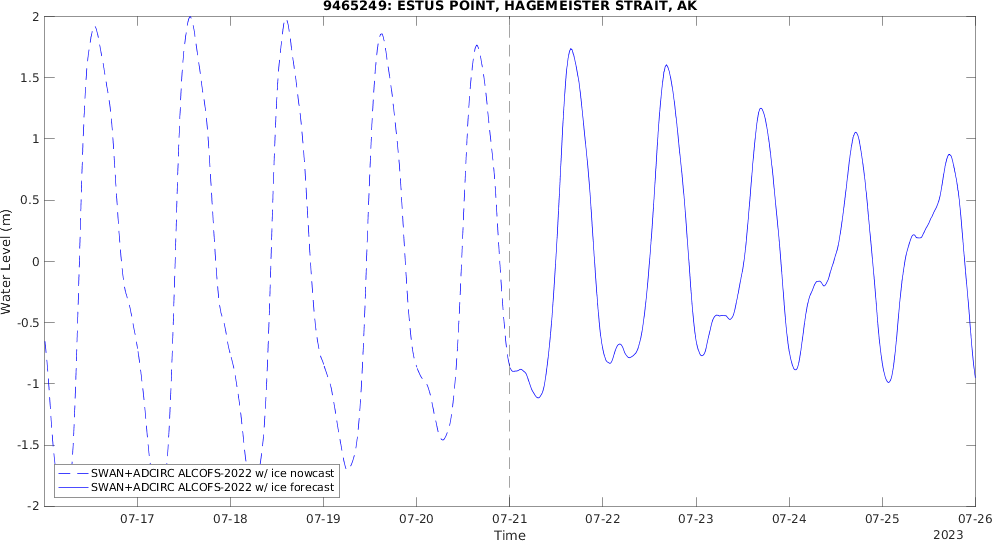 9465249: ESTUS POINT, HAGEMEISTER STRAIT, AK
2
1.5
1
0.5
0
-0.5
-1
-1.5
-2
Water Level (m)
SWAN+ADCIRC ALCOFS-2022 w/ ice nowcast
SWAN+ADCIRC ALCOFS-2022 w/ ice forecast
07-17 07-18 07-19 07-20 07-21 07-22 07-23 07-24 07-25 07-26
Time
2023